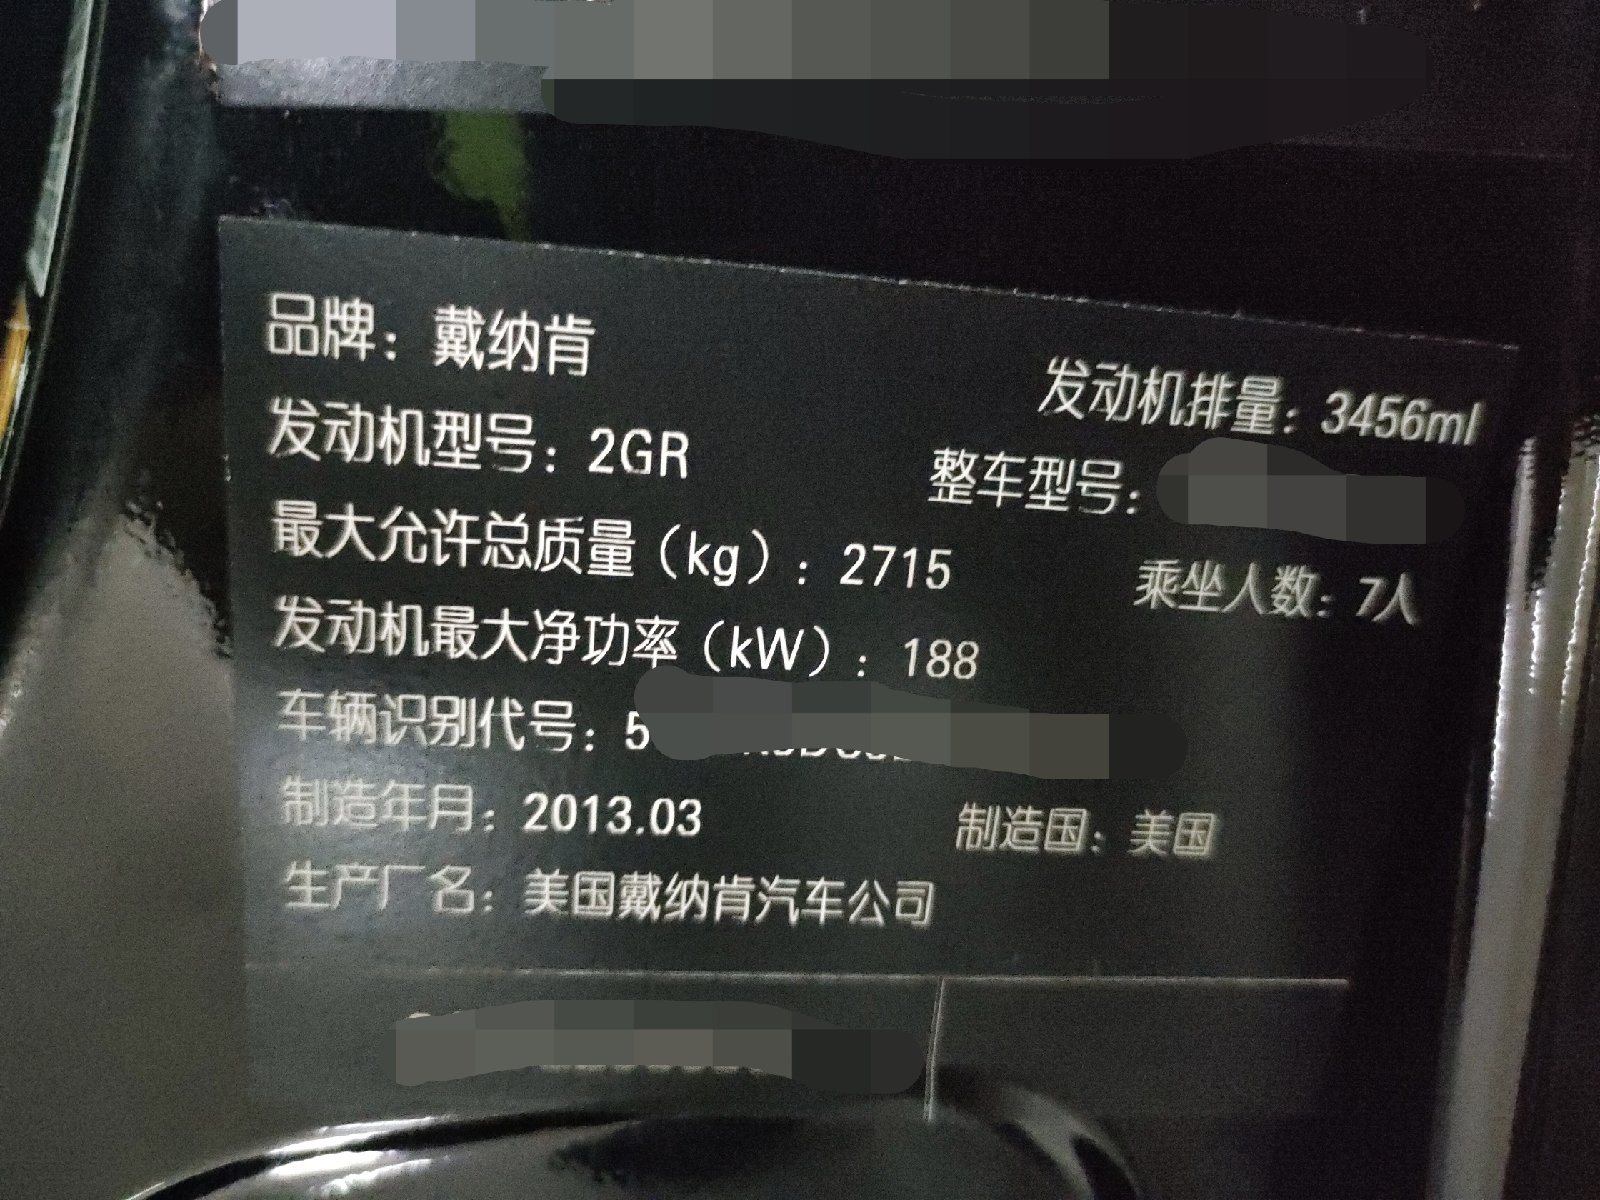 品牌：戴纳肯
发动机排量：3456ml
发动机型号：2GR
整车型号：
最大允许总质量（kg）：2715
乘坐人数：7人
发动机最大净功率（kW）：188
车辆识别代号：5
制造年月：2013.03
制造国：美国
生产厂名：美国戴纳肯汽车公司